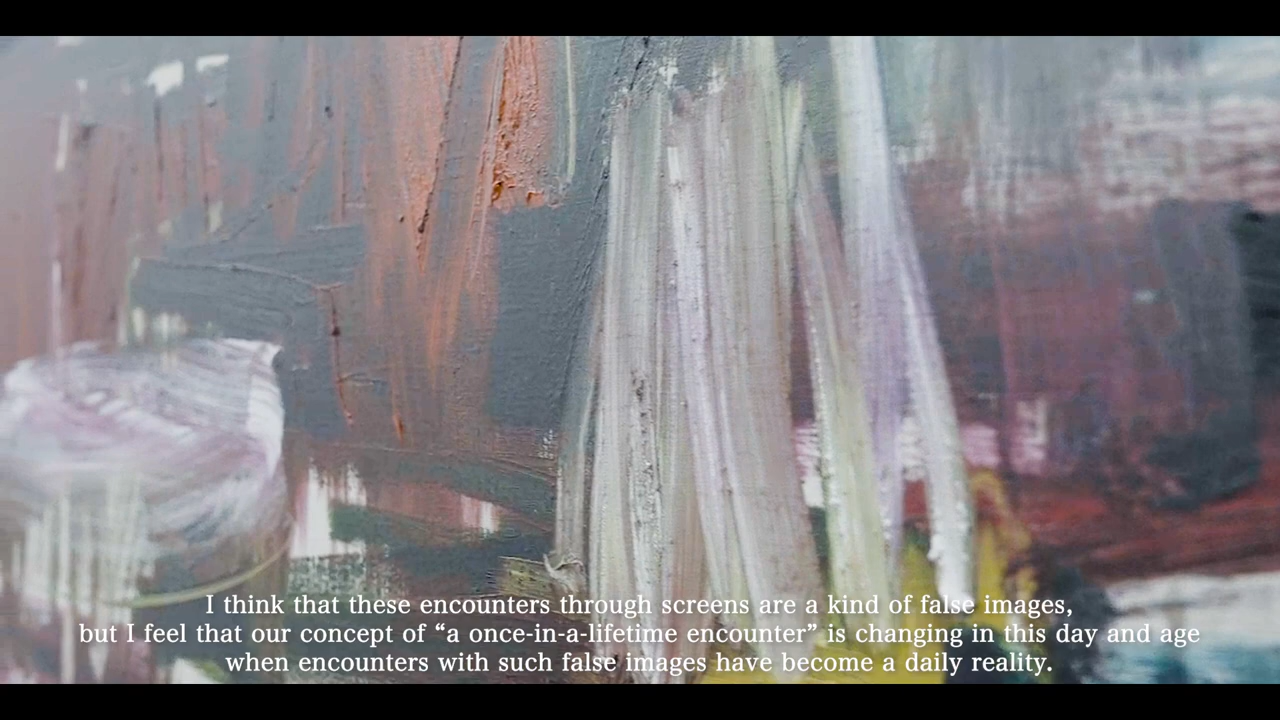 I think that these encounters through screens are a kind of false images,
but I feel that our concept of “a once-in-a-lifetime encounter” is changing in this day and age
when encounters with such false images have become a daily reality.